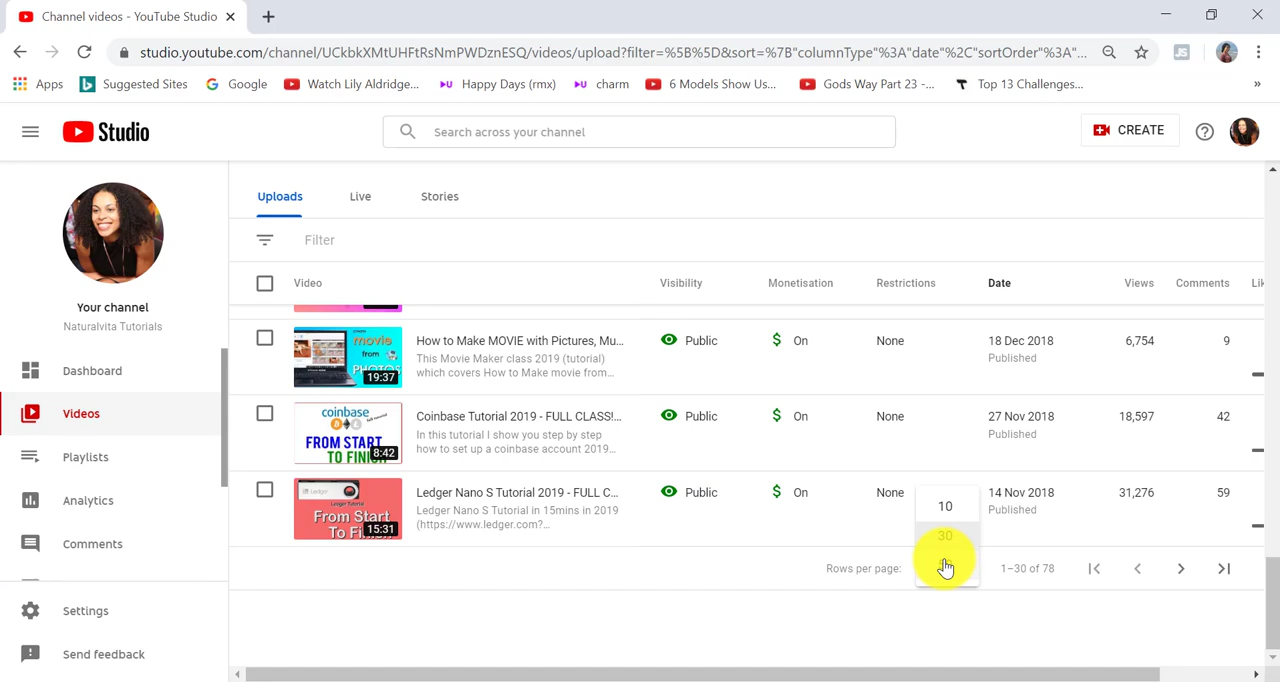 Channel videos - YouTube Studio
studio.youtube.com/channel/UCkbkXMtUHFtRsNmPWDznESQ/videos/upload?filter=%5B%5D&sort=%7B"columnType"%3A"date"%2C"sortOrder"%3A"...
JS
Apps
Suggested Sites
Google
Watch Lily Aldridge...
Happy Days (rmx)
charm
6 Models Show Us...
Gods Way Part 23 -...
Top 13 Challenges...
»
Studio
Search across your channel
CREATE
Your channel
Naturalvita Tutorials
Dashboard
Videos
Playlists
Analytics
Comments
Settings
Send feedback
Uploads
Live
Stories
Filter
Video
Visibility
Monetisation
Restrictions
Date
Views
Comments
Lik
create
movie
from
PHOTOS
19:37
How to Make MOVIE with Pictures, Mu...
This Movie Maker class 2019 (tutorial)
which covers How to Make movie from...
Public
$ On
None
18 Dec 2018
Published
6,754
9
coinbase
FROM START
TO FINISH
8:42
Coinbase Tutorial 2019 - FULL CLASS!...
In this tutorial I show you step by step
how to set up a coinbase account 2019...
Public
$ On
None
27 Nov 2018
Published
18,597
42
Ledger
Ledger Tutorial
From Start
To Fini
15:31
Ledger Nano S Tutorial 2019 - FULL C...
Ledger Nano S Tutorial in 15mins in 2019
(https://www.ledger.com?...
Public
$ On
None
14 Nov 2018
Published
31,276
59
10
30
Rows per page:
1–30 of 78